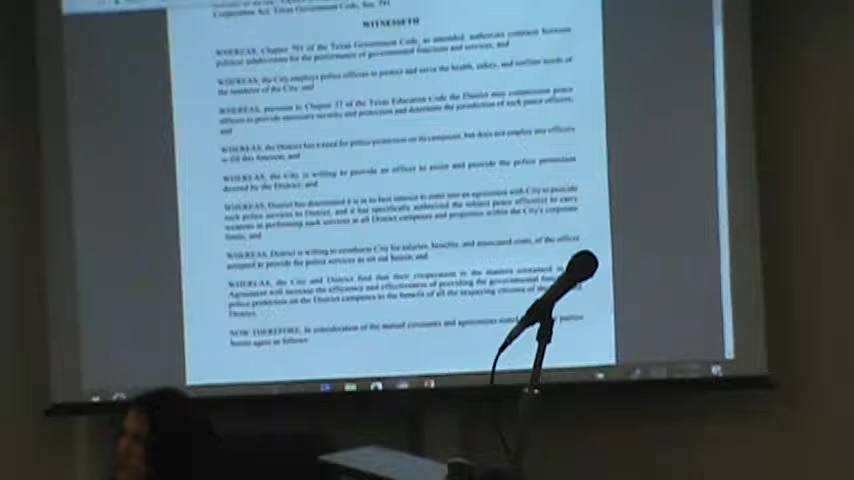 Cooperation Act, Texas Government Code, Sec. 791
WITNESSETH
WHEREAS, Chapter 791 of the Texas Government Code, as amended, authorizes contracts between
political subdivisions for the performance of governmental functions and services; and
WHEREAS, the City employs police officers to protect and serve the health, safety, and welfare needs of
the residents of the City; and
WHEREAS, pursuant to Chapter 37 of the Texas Education Code the District may commission peace
officers to provide necessary security and protection and determine the jurisdiction of such peace officers;
and
WHEREAS, the District has a need for police protection on its campuses, but does not employ any officers
to fill this function; and
WHEREAS, the City is willing to provide an officer to assist and provide the police protection
desired by the District; and
WHEREAS, District has determined it is in its best interest to enter into an agreement with City to provide
such police services to District, and it has specifically authorized the subject peace officer(s) to carry
weapons in performing such services at all District campuses and properties within the City's corporate
limits; and
WHEREAS, District is willing to reimburse City for salaries, benefits, and associated costs, of the officer
assigned to provide the police services as set out herein; and
WHEREAS, the City and District find that their cooperation in the manner contained in
Agreement will increase the efficiency and effectiveness of providing the governmental
police protection on the District campuses to the benefit of all the taxpaying citizens of the
District.
NOW THEREFORE, in consideration of the mutual covenants and agreements stated parties
hereto agree as follows: